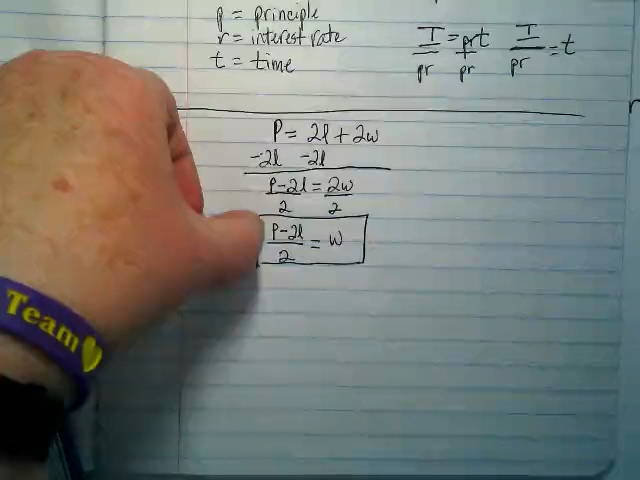 p = principle
r = interest rate
t = time
I = prt
pr pr
I = t
pr
P = 2l + 2w
-2l -2l
P-2l = 2w
2 2
P-2l = w
2
Team